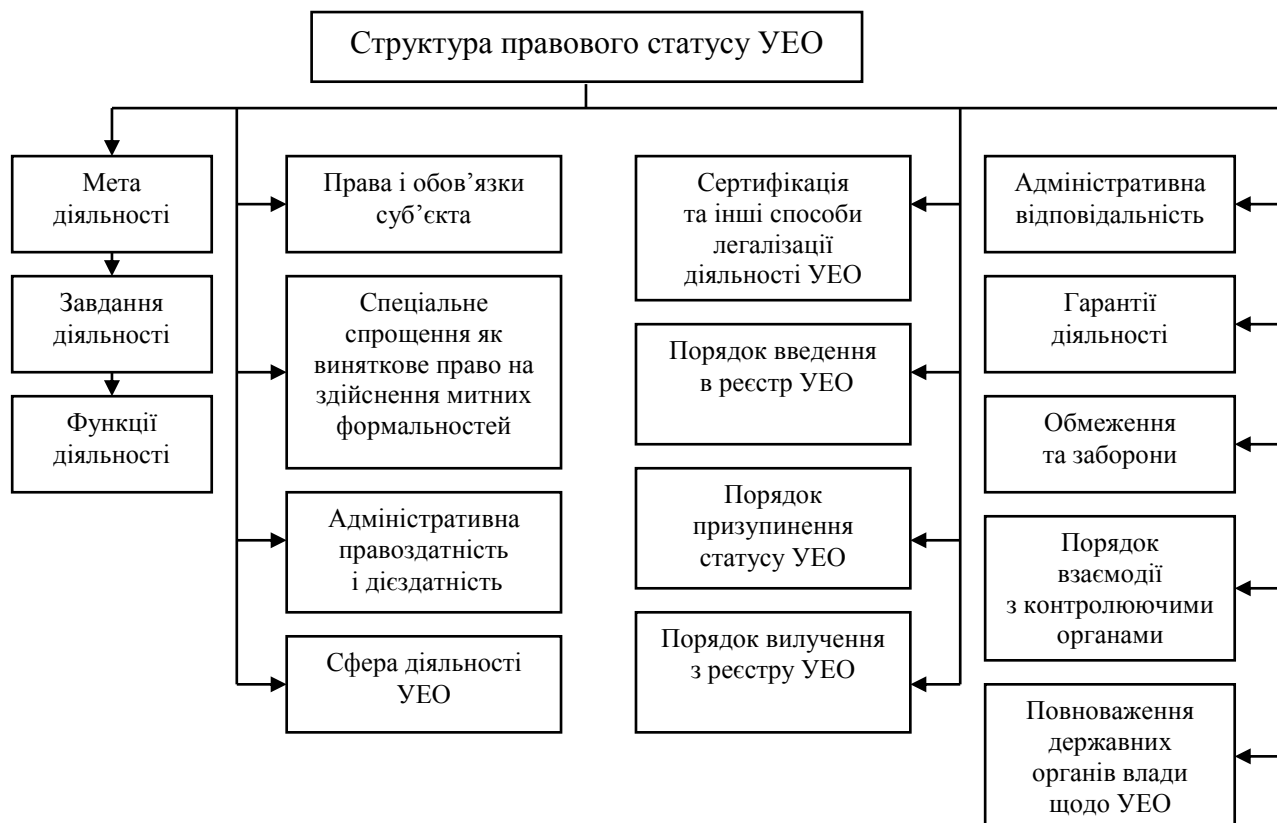 Структура правового статусу УЕО
Мета
діяльності
Завдання
діяльності
Функції
діяльності
Права і обов’язки
суб’єкта
Спеціальне
спрощення як
виняткове право на
здійснення митних
формальностей
Адміністративна
правоздатність
і дієздатність
Сфера діяльності
УЕО
Сертифікація
та інші способи
легалізації
діяльності УЕО
Порядок введення
в реєстр УЕО
Порядок
призупинення
статусу УЕО
Порядок вилучення
з реєстру УЕО
Адміністративна
відповідальність
Гарантії
діяльності
Обмеження
та заборони
Порядок
взаємодії
з контролюючими
органами
Повноваження
державних
органів влади
щодо УЕО